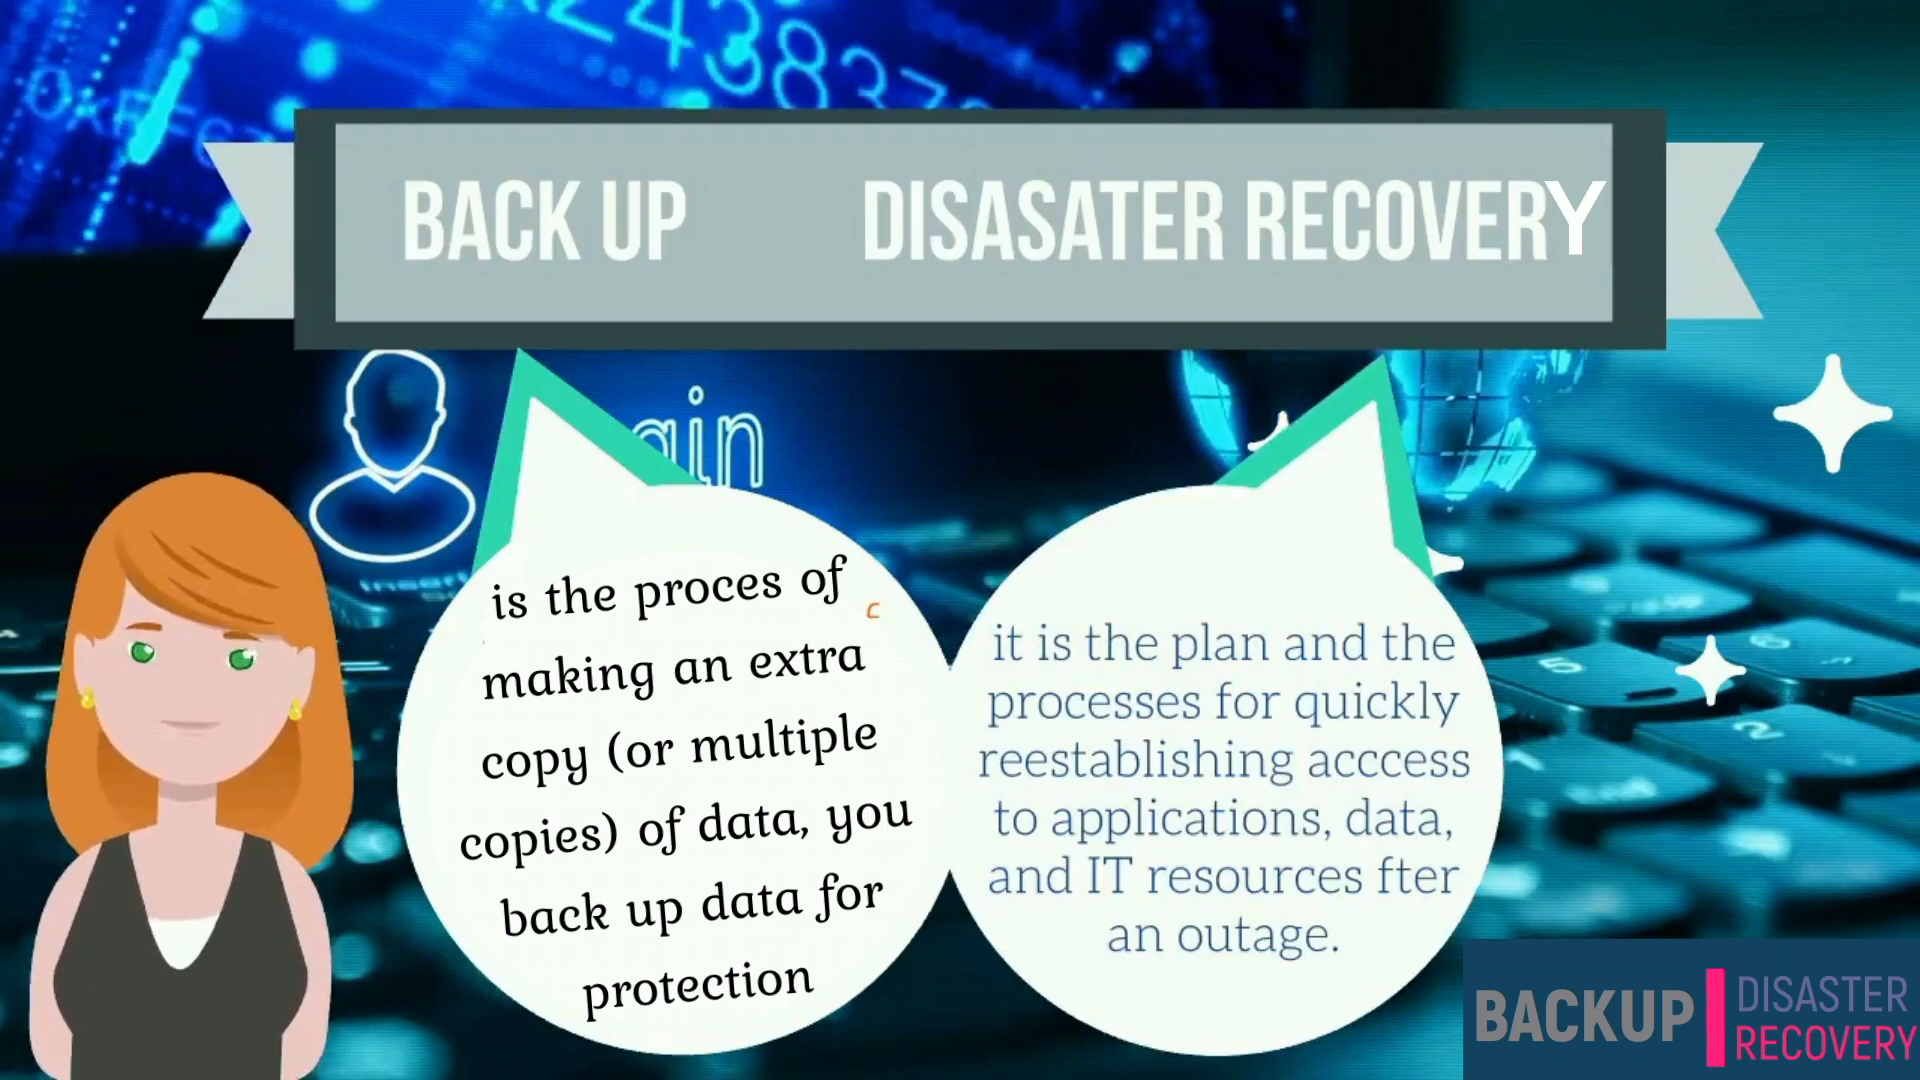 BACK UP DISASATER RECOVERY
is the proces of
making an extra
copy (or multiple
copies) of data, you
back up data for
protection
c
it is the plan and the
processes for quickly
reestablishing acccess
to applications, data,
and IT resources fter
an outage.
BACKUP
DISASTER
RECOVERY